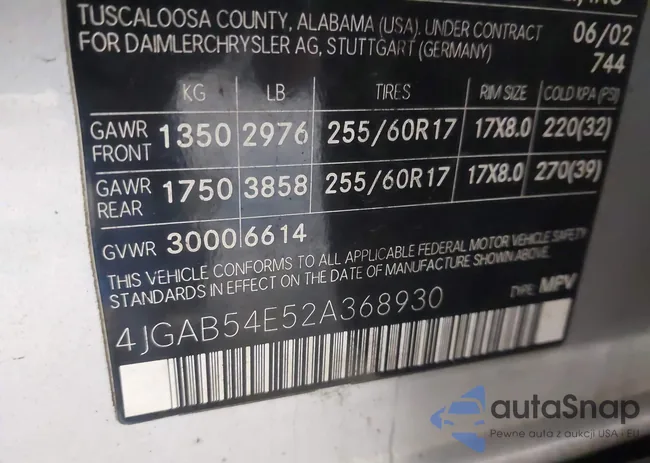 TUSCALOOSA COUNTY, ALABAMA (USA). UNDER CONTRACT 06/02
FOR DAIMLERCHRYSLER AG, STUTTGART (GERMANY) 744
KG LB TIRES RIM SIZE COLD KPA (PSI)
GAWR FRONT 1350 2976 255/60R17 17X8.0 220(32)
GAWR REAR 1750 3858 255/60R17 17X8.0 270(39)
GVWR 3000 6614
THIS VEHICLE CONFORMS TO ALL APPLICABLE FEDERAL MOTOR VEHICLE SAFETY
STANDARDS IN EFFECT ON THE DATE OF MANUFACTURE SHOWN ABOVE.
4JGAB54E52A368930 TYPE: MPV
autaSnap
Pewne auta z aukcji USA - EU